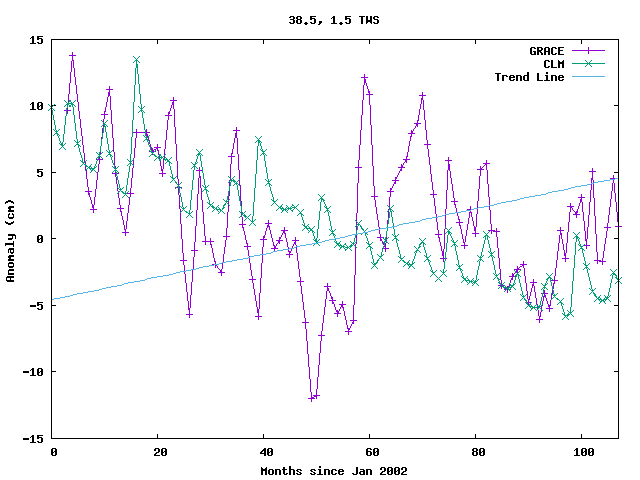 38.5, 1.5 TWS
GRACE
CLM
Trend Line
15
10
5
0
-5
-10
-15
Anomaly (cm)
0 20 40 60 80 100
Months since Jan 2002